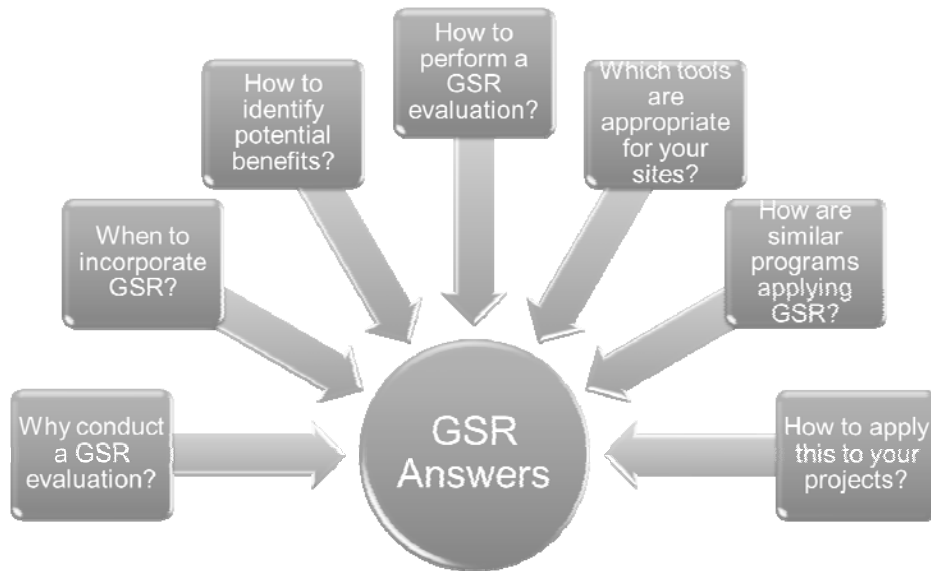 Why conduct
a GSR
evaluation?
When to
incorporate
GSR?
How to
identify
potential
benefits?
How to
perform a
GSR
evaluation?
Which tools
are
appropriate
for your
sites?
How are
similar
programs
applying
GSR?
How to apply
this to your
projects?
GSR
Answers